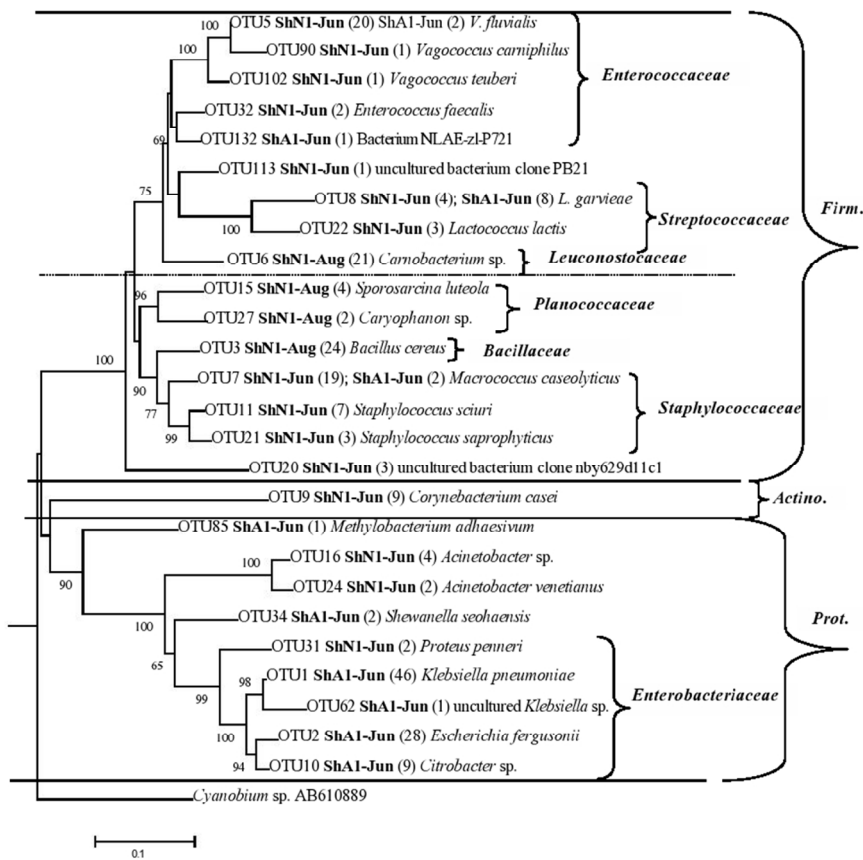 100 OTU5 ShN1-Jun (20) ShA1-Jun (2) V. fluvialis
100 OTU90 ShN1-Jun (1) Vagococcus carniphilus
OTU102 ShN1-Jun (1) Vagococcus teuberi
Enterococcaceae
OTU32 ShN1-Jun (2) Enterococcus faecalis
69 OTU132 ShA1-Jun (1) Bacterium NLAE-zl-P721
OTU113 ShN1-Jun (1) uncultured bacterium clone PB21
75 OTU8 ShN1-Jun (4); ShA1-Jun (8) L. garvieae
Streptococcaceae
Firm.
100 OTU22 ShN1-Jun (3) Lactococcus lactis
OTU6 ShN1-Aug (21) Carnobacterium sp.
Leuconostocaceae
96 OTU15 ShN1-Aug (4) Sporosarcina luteola
Planococcaceae
OTU27 ShN1-Aug (2) Caryophanon sp.
OTU3 ShN1-Aug (24) Bacillus cereus
Bacillaceae
100
90 OTU7 ShN1-Jun (19); ShA1-Jun (2) Macrococcus caseolyticus
77 OTU11 ShN1-Jun (7) Staphylococcus sciuri
Staphylococcaceae
99 OTU21 ShN1-Jun (3) Staphylococcus saprophyticus
OTU20 ShN1-Jun (3) uncultured bacterium clone nby629d11c1
OTU9 ShN1-Jun (9) Corynebacterium casei
Actino.
OTU85 ShA1-Jun (1) Methylobacterium adhaesivum
100 OTU16 ShN1-Jun (4) Acinetobacter sp.
90 OTU24 ShN1-Jun (2) Acinetobacter venetianus
100 OTU34 ShA1-Jun (2) Shewanella seohaensis
Prot.
65 OTU31 ShN1-Jun (2) Proteus penneri
98 OTU1 ShA1-Jun (46) Klebsiella pneumoniae
99 OTU62 ShA1-Jun (1) uncultured Klebsiella sp.
Enterobacteriaceae
100 OTU2 ShA1-Jun (28) Escherichia fergusonii
94 OTU10 ShA1-Jun (9) Citrobacter sp.
Cyanobium sp. AB610889
0.1